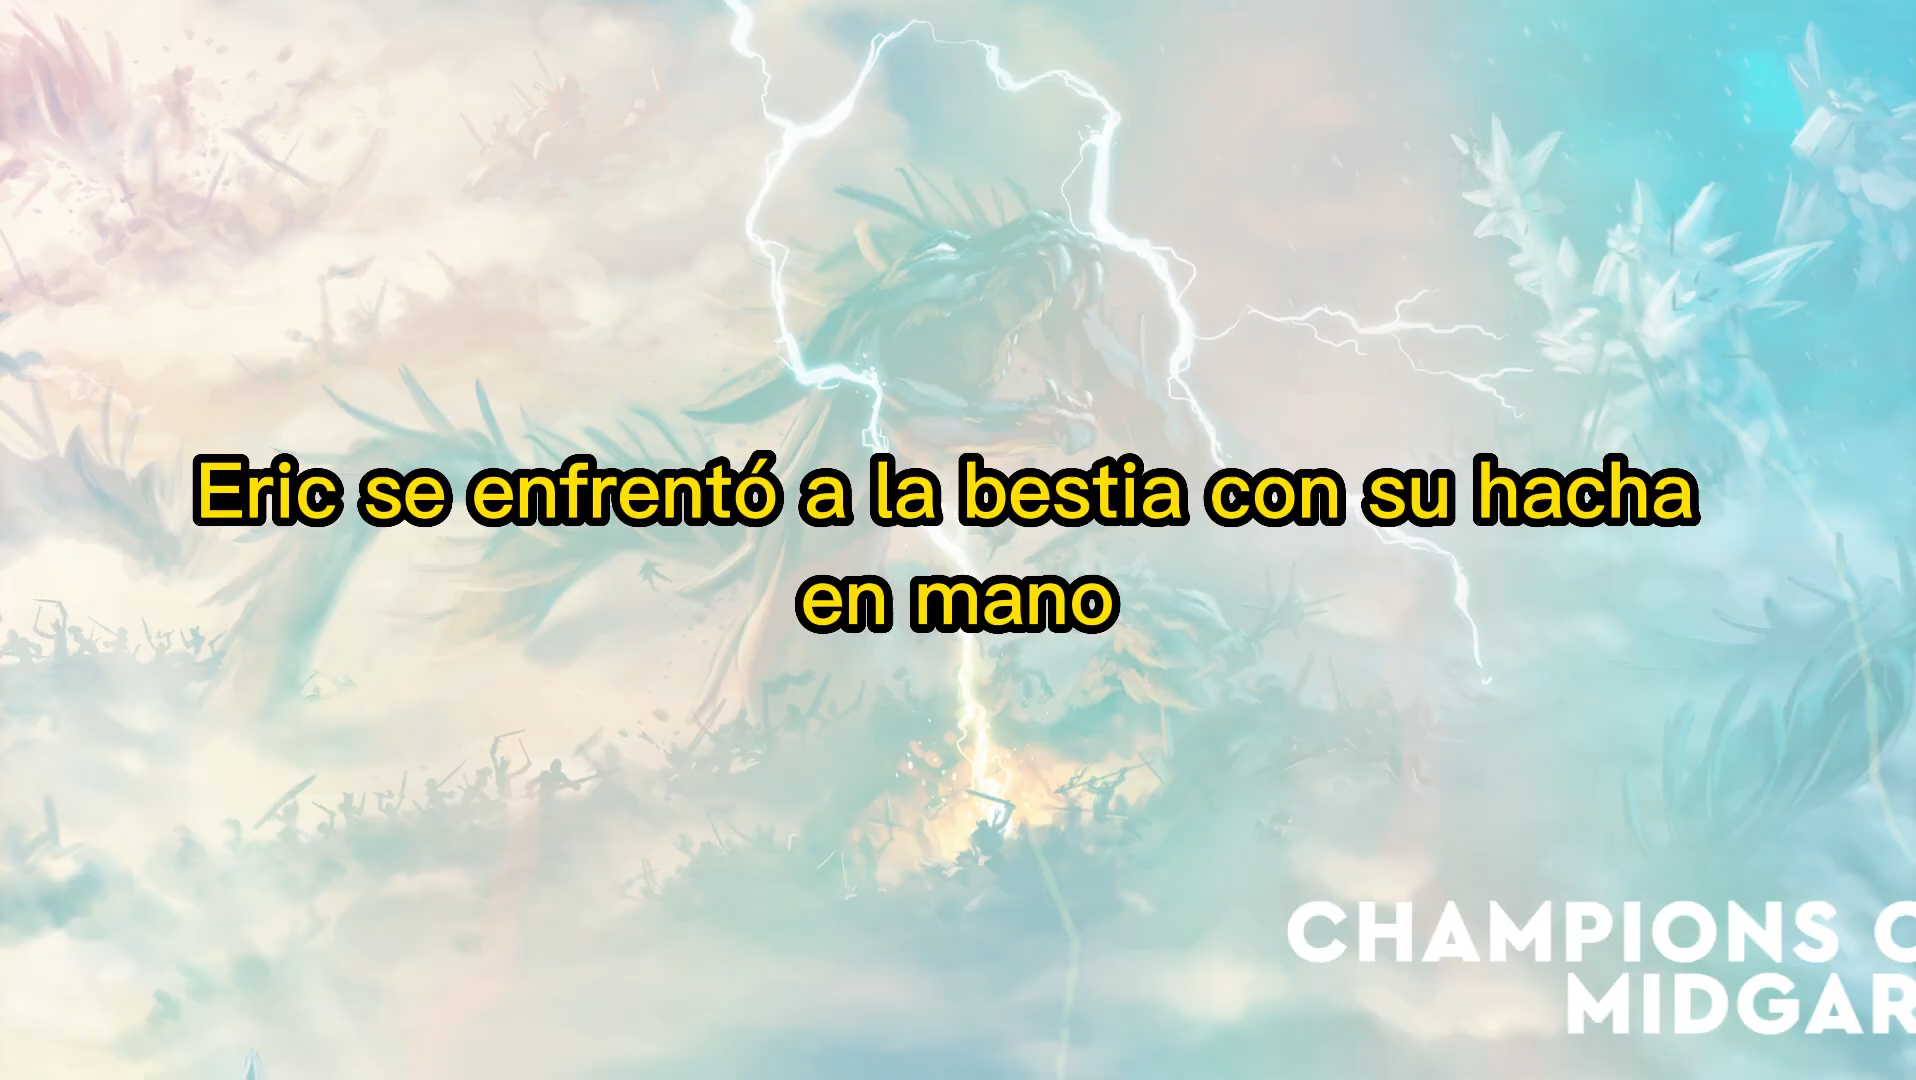 Eric se enfrentó a la bestia con su hacha
en mano
CHAMPIONS
MIDGAR